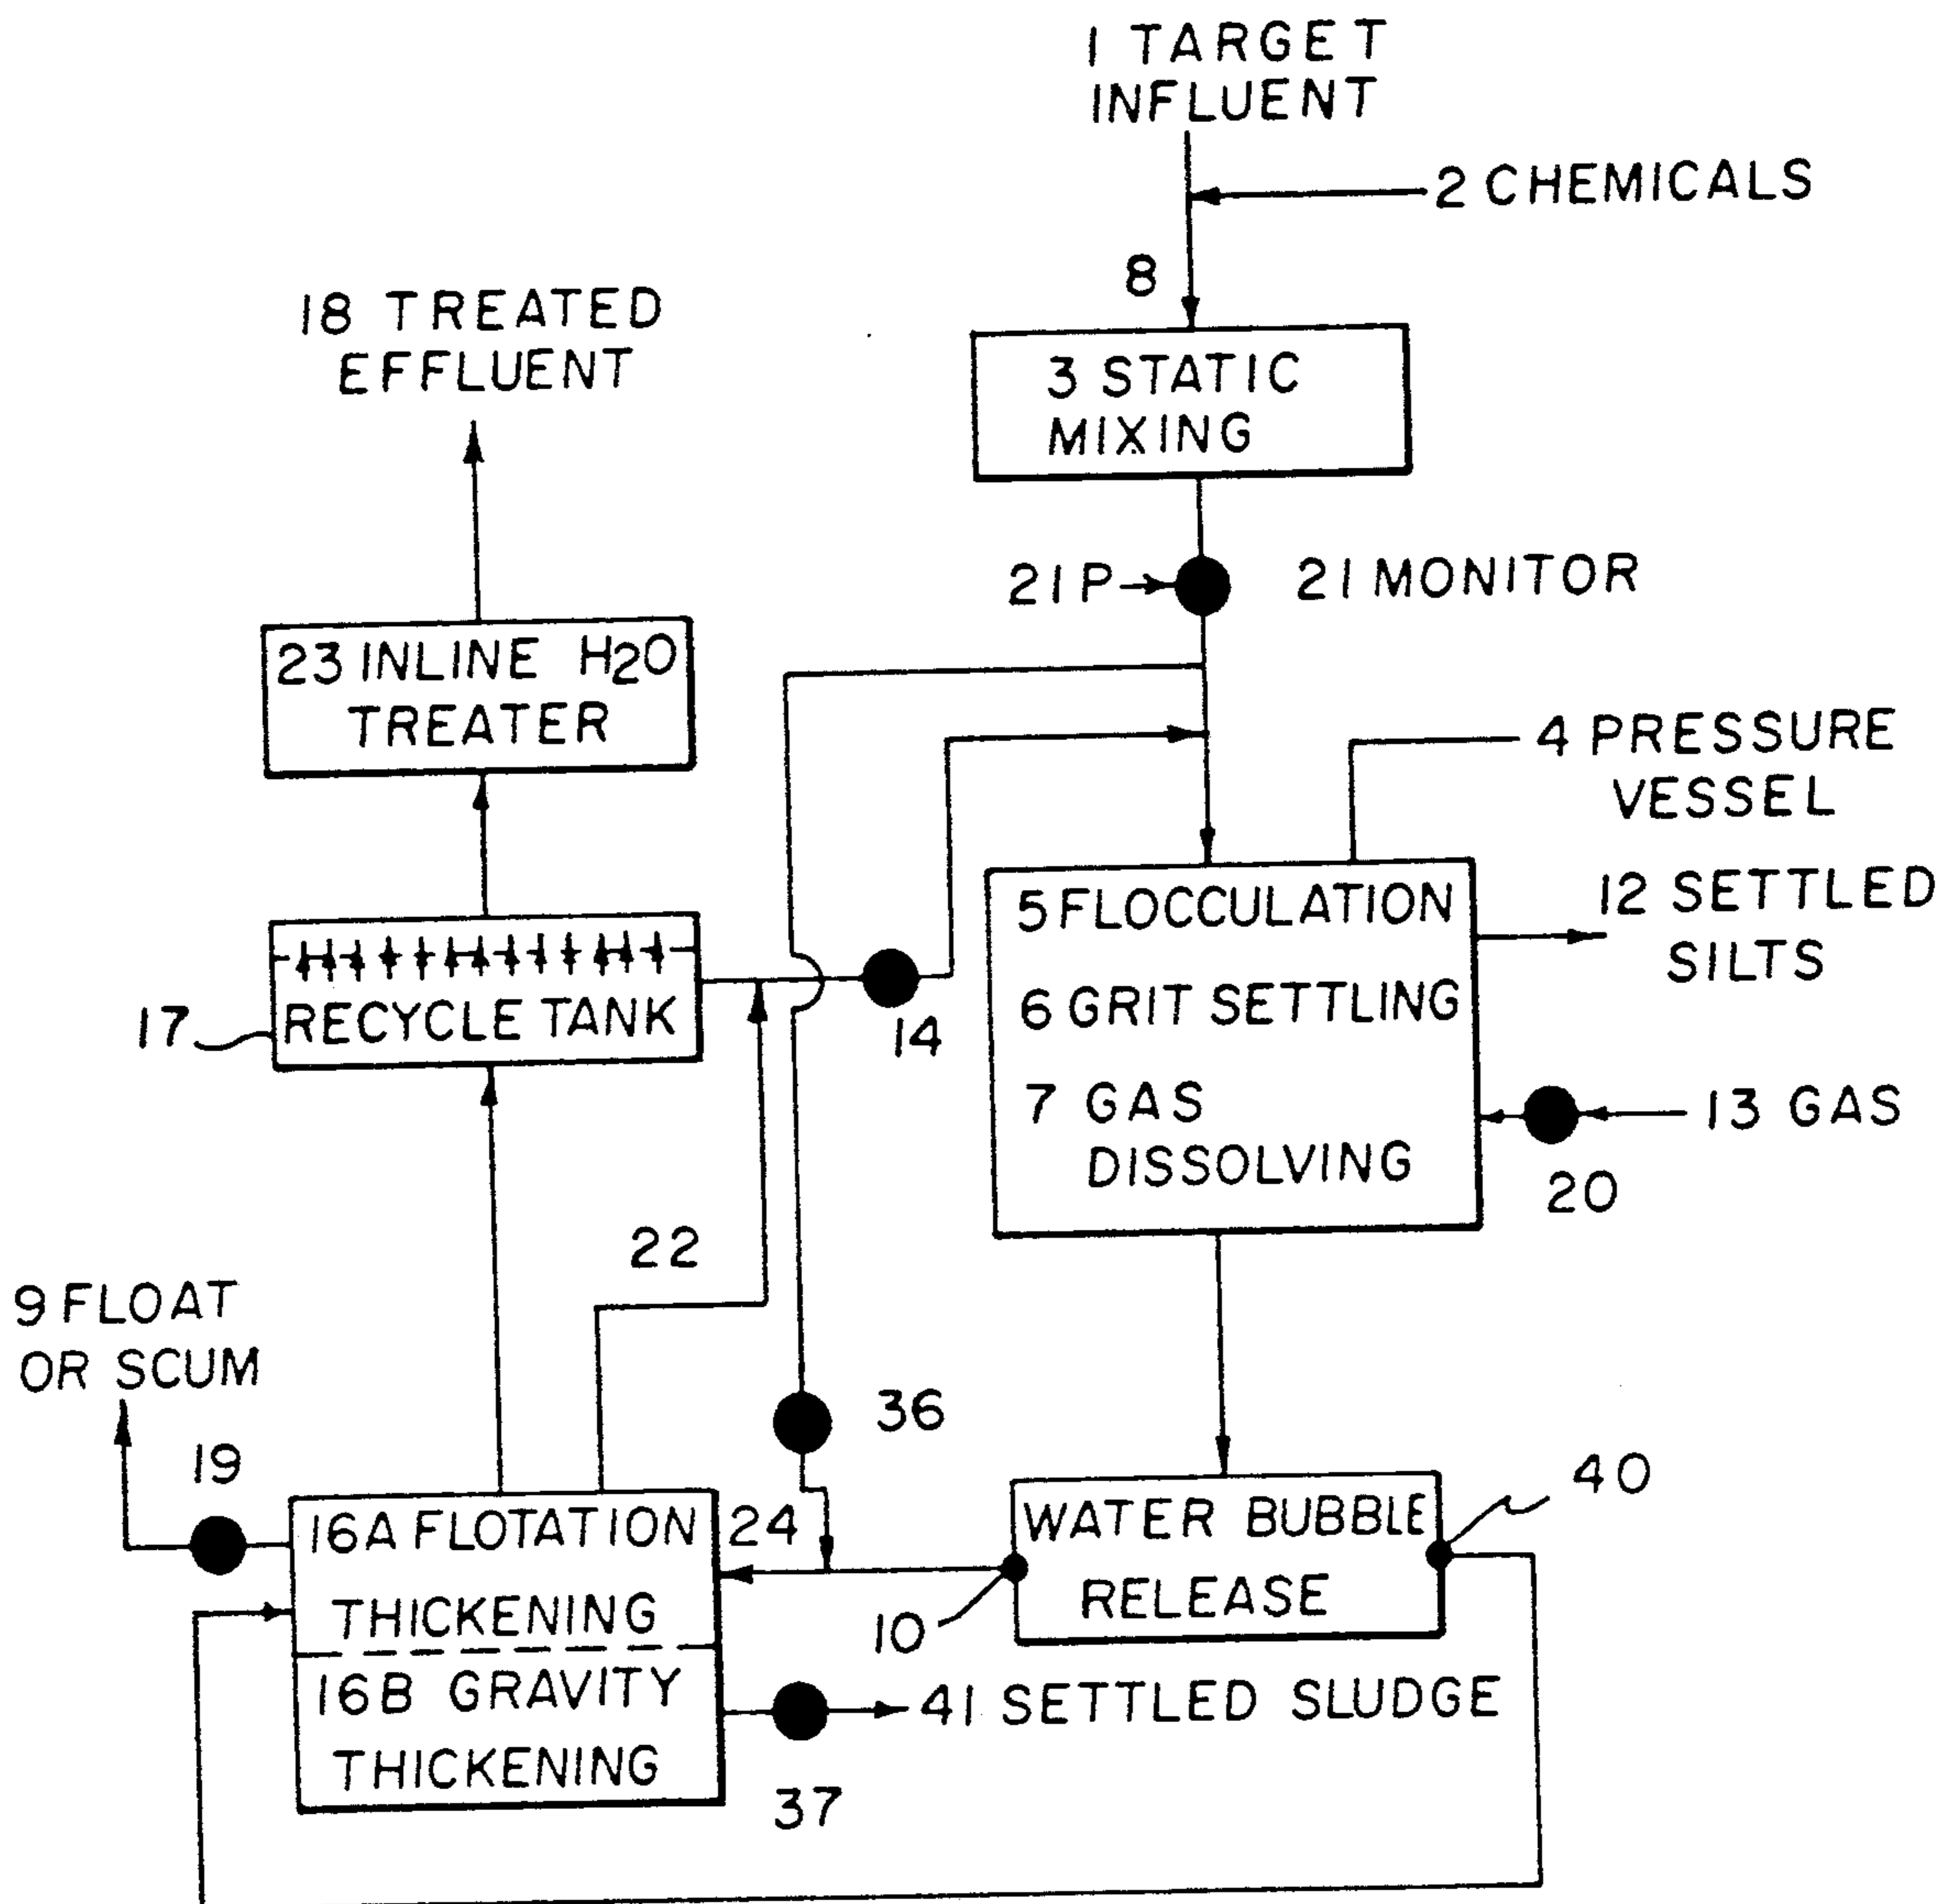 1 TARGET
INFLUENT
2 CHEMICALS
8
18 TREATED
EFFLUENT
3 STATIC
MIXING
21P
21 MONITOR
23 INLINE H2O
TREATER
4 PRESSURE
VESSEL
5 FLOCCULATION
12 SETTLED
SILTS
6 GRIT SETTLING
RECYCLE TANK
17
14
7 GAS
DISSOLVING
13 GAS
20
22
9 FLOAT
OR SCUM
36
19
40
16A FLOTATION
THICKENING
24
WATER BUBBLE
RELEASE
10
16B GRAVITY
THICKENING
41 SETTLED SLUDGE
37